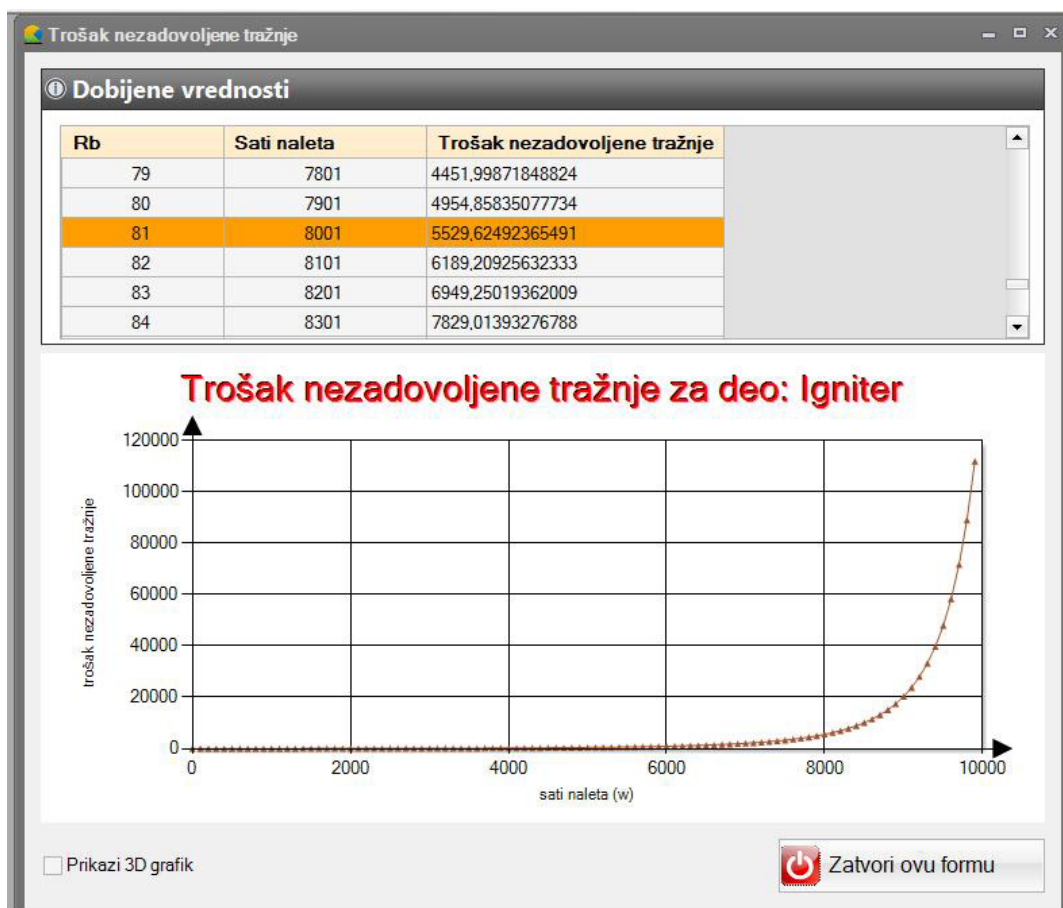 Trošak nezadovoljene tražnje
Dobijene vrednosti
Rb Sati naleta Trošak nezadovoljene tražnje
79 7801 4451,99871848824
80 7901 4954,85835077734
81 8001 5529,62492365491
82 8101 6189,20925632333
83 8201 6949,25019362009
84 8301 7829,01393276788
Trošak nezadovoljene tražnje za deo: Igniter
120000
100000
80000
60000
40000
20000
0
trošak nezadovoljene tražnje
0 2000 4000 6000 8000 10000
sati naleta (w)
Prikazi 3D grafik
Zatvori ovu formu